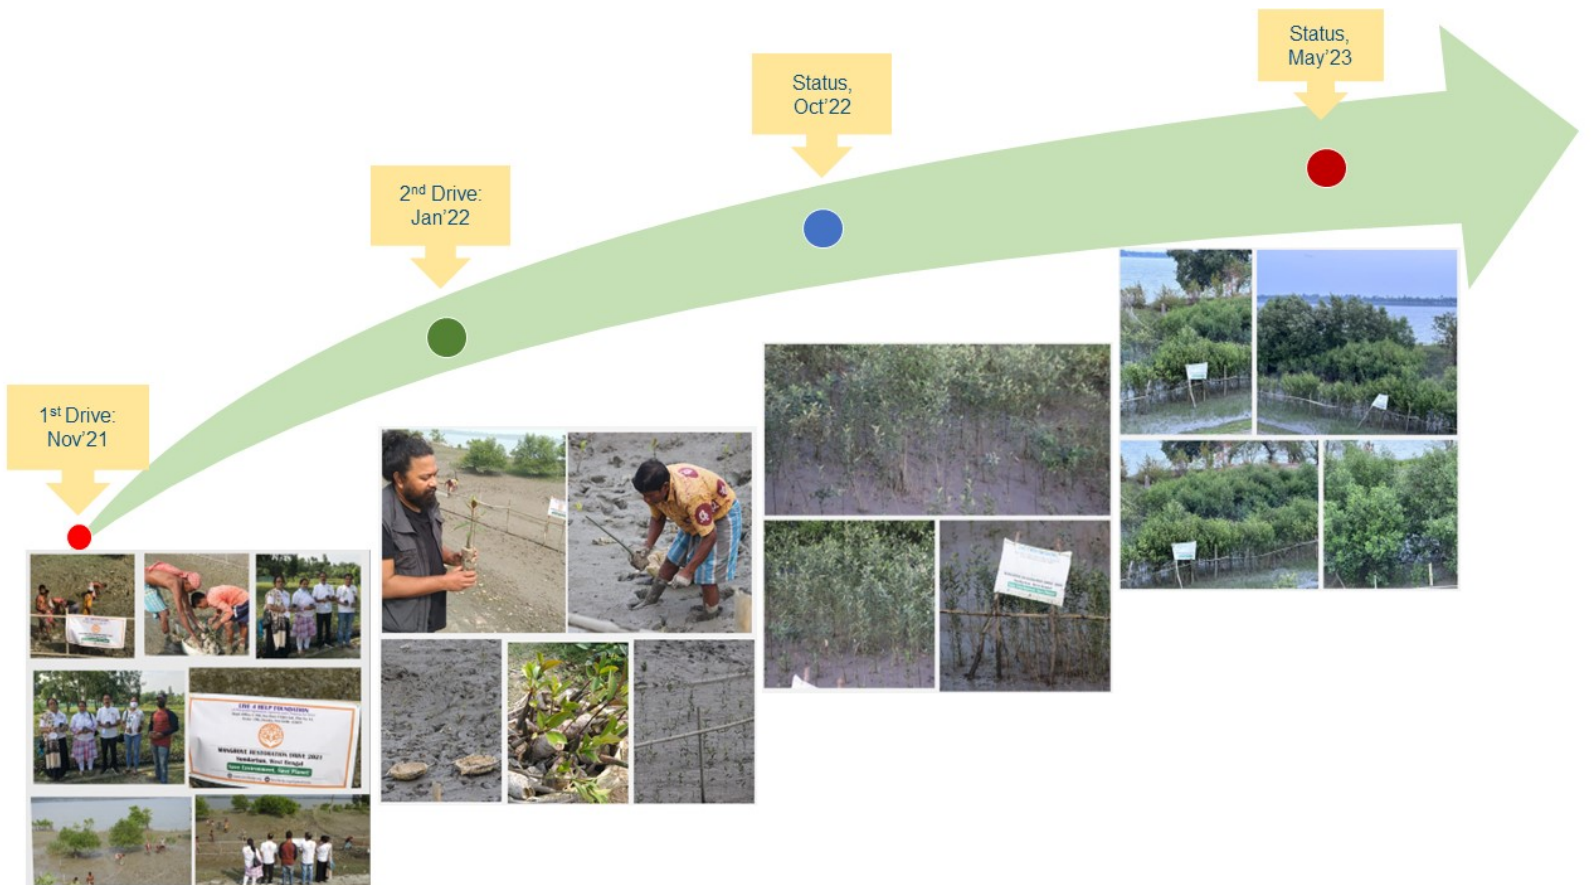 Status,
May'23
Status,
Oct'22
2nd Drive:
Jan'22
1st Drive:
Nov'21
LIVE A HELP FOUNDATION
MANGROVE RESTORATION DRIVE 2021
Sundarban, West Bengal
Save Environment, Save Planet